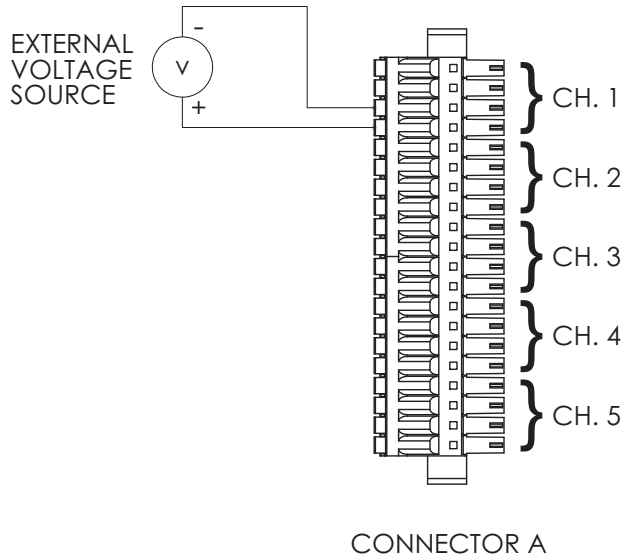 EXTERNAL
VOLTAGE
SOURCE
-
V
+
CH. 1
CH. 2
CH. 3
CH. 4
CH. 5
CONNECTOR A